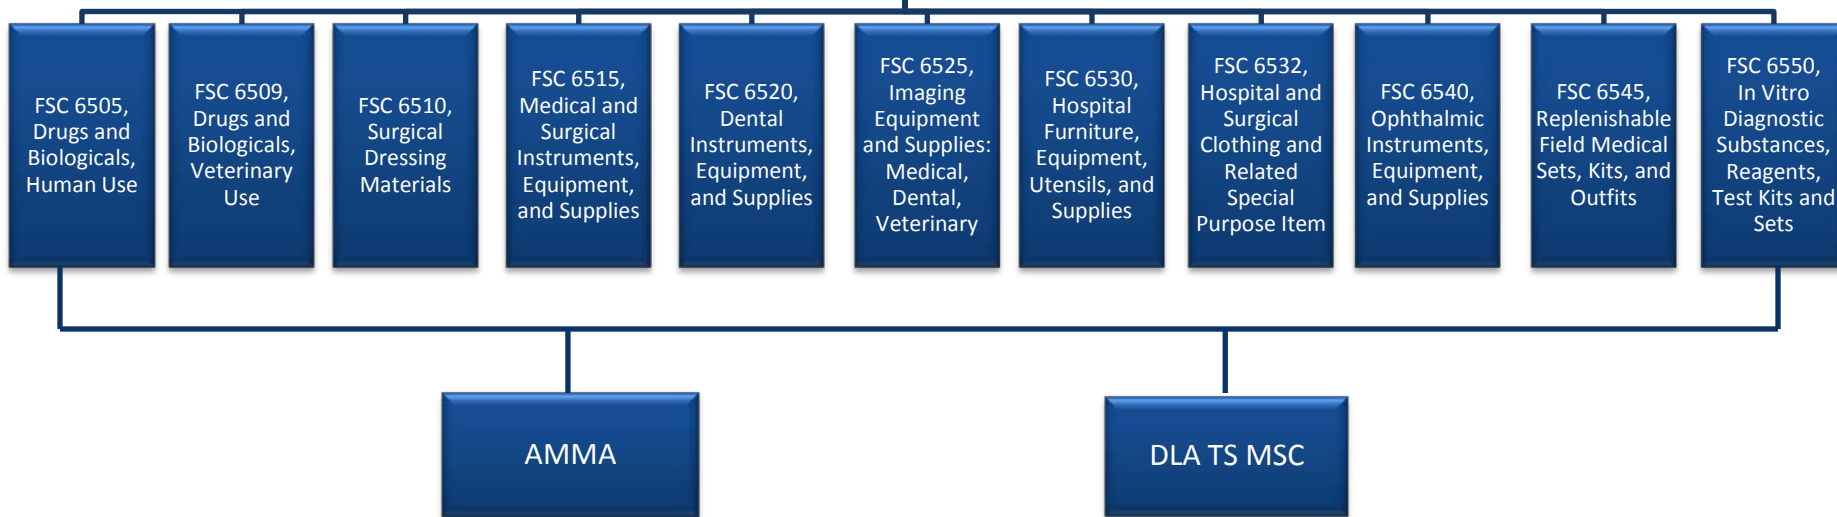 FSC 6505,
Drugs and
Biologicals,
Human Use
FSC 6509,
Drugs and
Biologicals,
Veterinary
Use
FSC 6510,
Surgical
Dressing
Materials
FSC 6515,
Medical and
Surgical
Instruments,
Equipment,
and Supplies
FSC 6520,
Dental
Instruments,
Equipment,
and Supplies
FSC 6525,
Imaging
Equipment
and Supplies:
Medical,
Dental,
Veterinary
FSC 6530,
Hospital
Furniture,
Equipment,
Utensils, and
Supplies
FSC 6532,
Hospital and
Surgical
Clothing and
Related
Special
Purpose Item
FSC 6540,
Ophthalmic
Instruments,
Equipment,
and Supplies
FSC 6545,
Replenishable
Field Medical
Sets, Kits, and
Outfits
FSC 6550,
In Vitro
Diagnostic
Substances,
Reagents,
Test Kits and
Sets
AMMA
DLA TS MSC